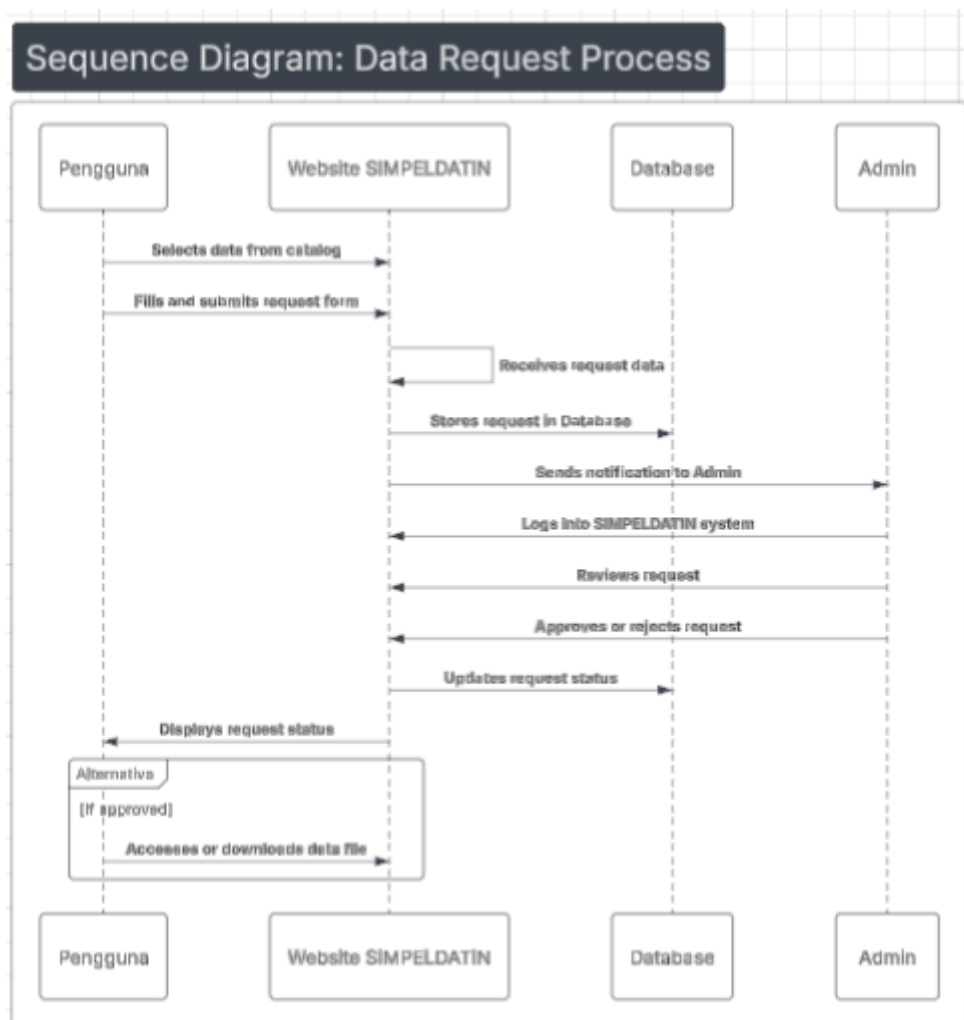 Sequence Diagram: Data Request Process
Pengguna
Website SIMPELDATIN
Database
Admin
Selects data from catalog
Fills and submits request form
Receives request data
Stores request in Database
Sends notification to Admin
Logs into SIMPELDATIN system
Reviews request
Approves or rejects request
Updates request status
Displays request status
Alternativa
[If approved]
Accesses or downloads data file
Pengguna
Website SIMPELDATIN
Database
Admin